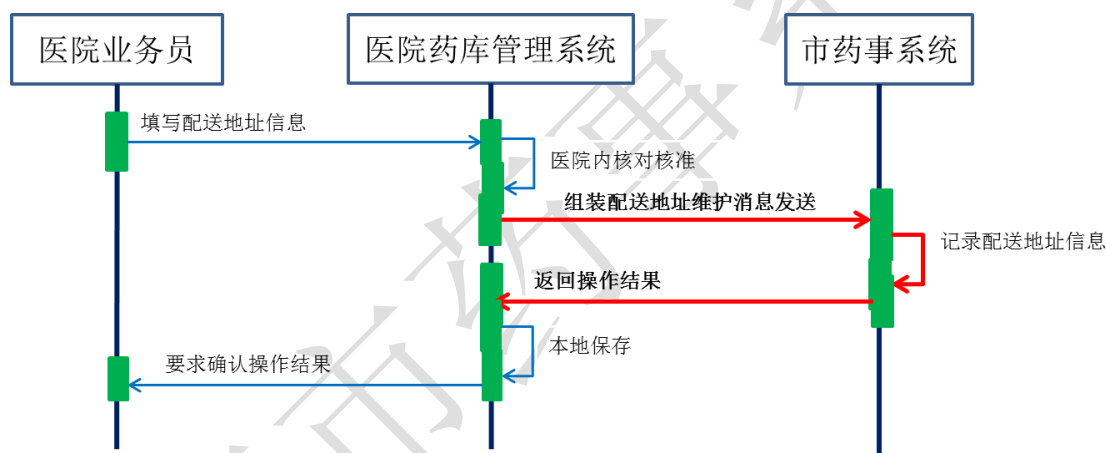 医院业务员
医院药库管理系统
市药事系统
填写配送地址信息
医院内核对核准
组装配送地址维护消息发送
记录配送地址信息
返回操作结果
本地保存
要求确认操作结果
市药事